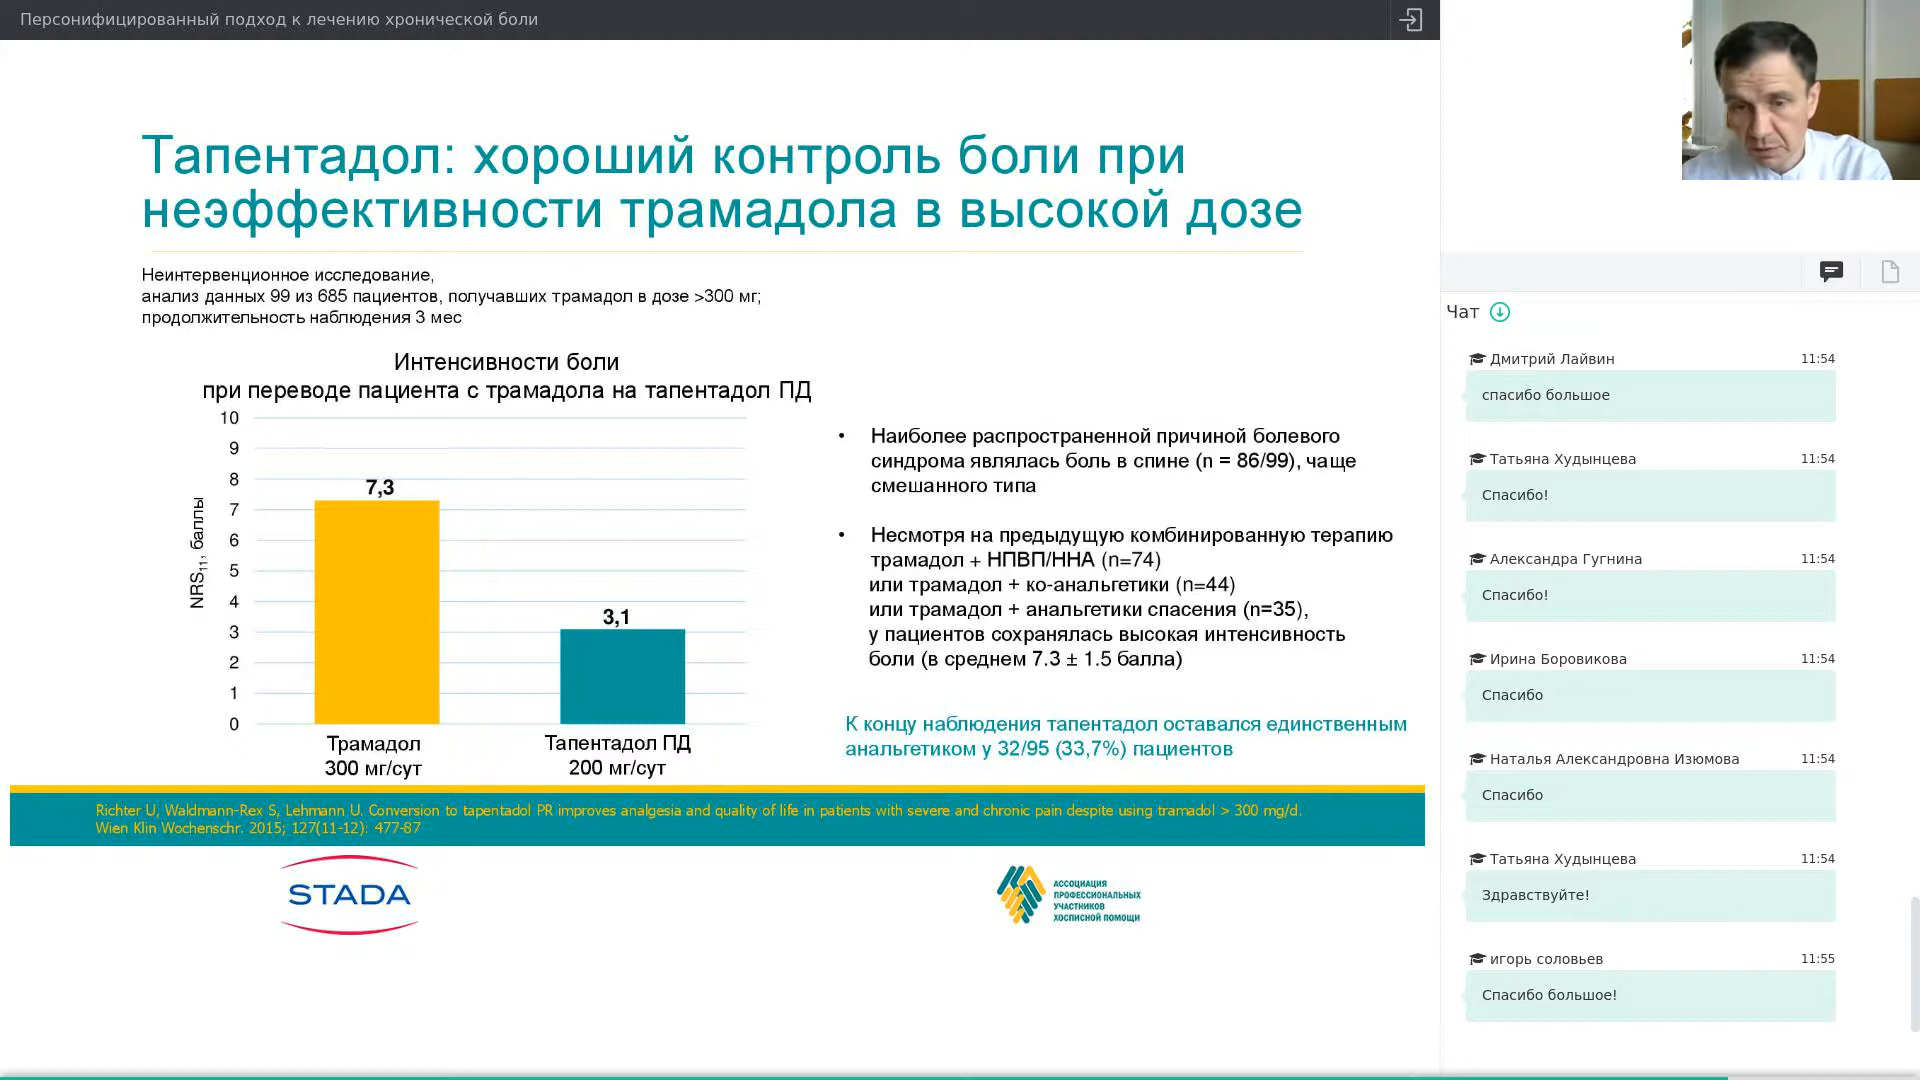 Персонифицированный подход к лечению хронической боли
Тапентадол: хороший контроль боли при
неэффективности трамадола в высокой дозе
Неинтервенционное исследование,
анализ данных 99 из 685 пациентов, получавших трамадол в дозе >300 мг;
продолжительность наблюдения 3 мес
Интенсивности боли
при переводе пациента с трамадола на тапентадол ПД
NRS11, баллы
10
9
8
7
6
5
4
3
2
1
0
7,3
3,1
Трамадол
300 мг/сут
Тапентадол ПД
200 мг/сут
• Наиболее распространенной причиной болевого
синдрома являлась боль в спине (n = 86/99), чаще
смешанного типа
• Несмотря на предыдущую комбинированную терапию
трамадол + НПВП/ННА (n=74)
или трамадол + ко-анальгетики (n=44)
или трамадол + анальгетики спасения (n=35),
у пациентов сохранялась высокая интенсивность
боли (в среднем 7.3 ± 1.5 балла)
К концу наблюдения тапентадол оставался единственным
анальгетиком у 32/95 (33,7%) пациентов
Richter U, Waldmann-Rex S, Lehmann U. Conversion to tapentadol PR improves analgesia and quality of life in patients with severe and chronic pain despite using tramadol > 300 mg/d.
Wien Klin Wochenschr. 2015; 127(11-12): 477-87
STADA
АССОЦИАЦИЯ
ПРОФЕССИОНАЛЬНЫХ
УЧАСТНИКОВ
ХОСПИСНОЙ ПОМОЩИ
Чат
Дмитрий Лайвин 11:54
спасибо большое
Татьяна Худынцева 11:54
Спасибо!
Александра Гугнина 11:54
Спасибо!
Ирина Боровикова 11:54
Спасибо
Наталья Александровна Изюмова 11:54
Спасибо
Татьяна Худынцева 11:54
Здравствуйте!
игорь соловьев 11:55
Спасибо большое!